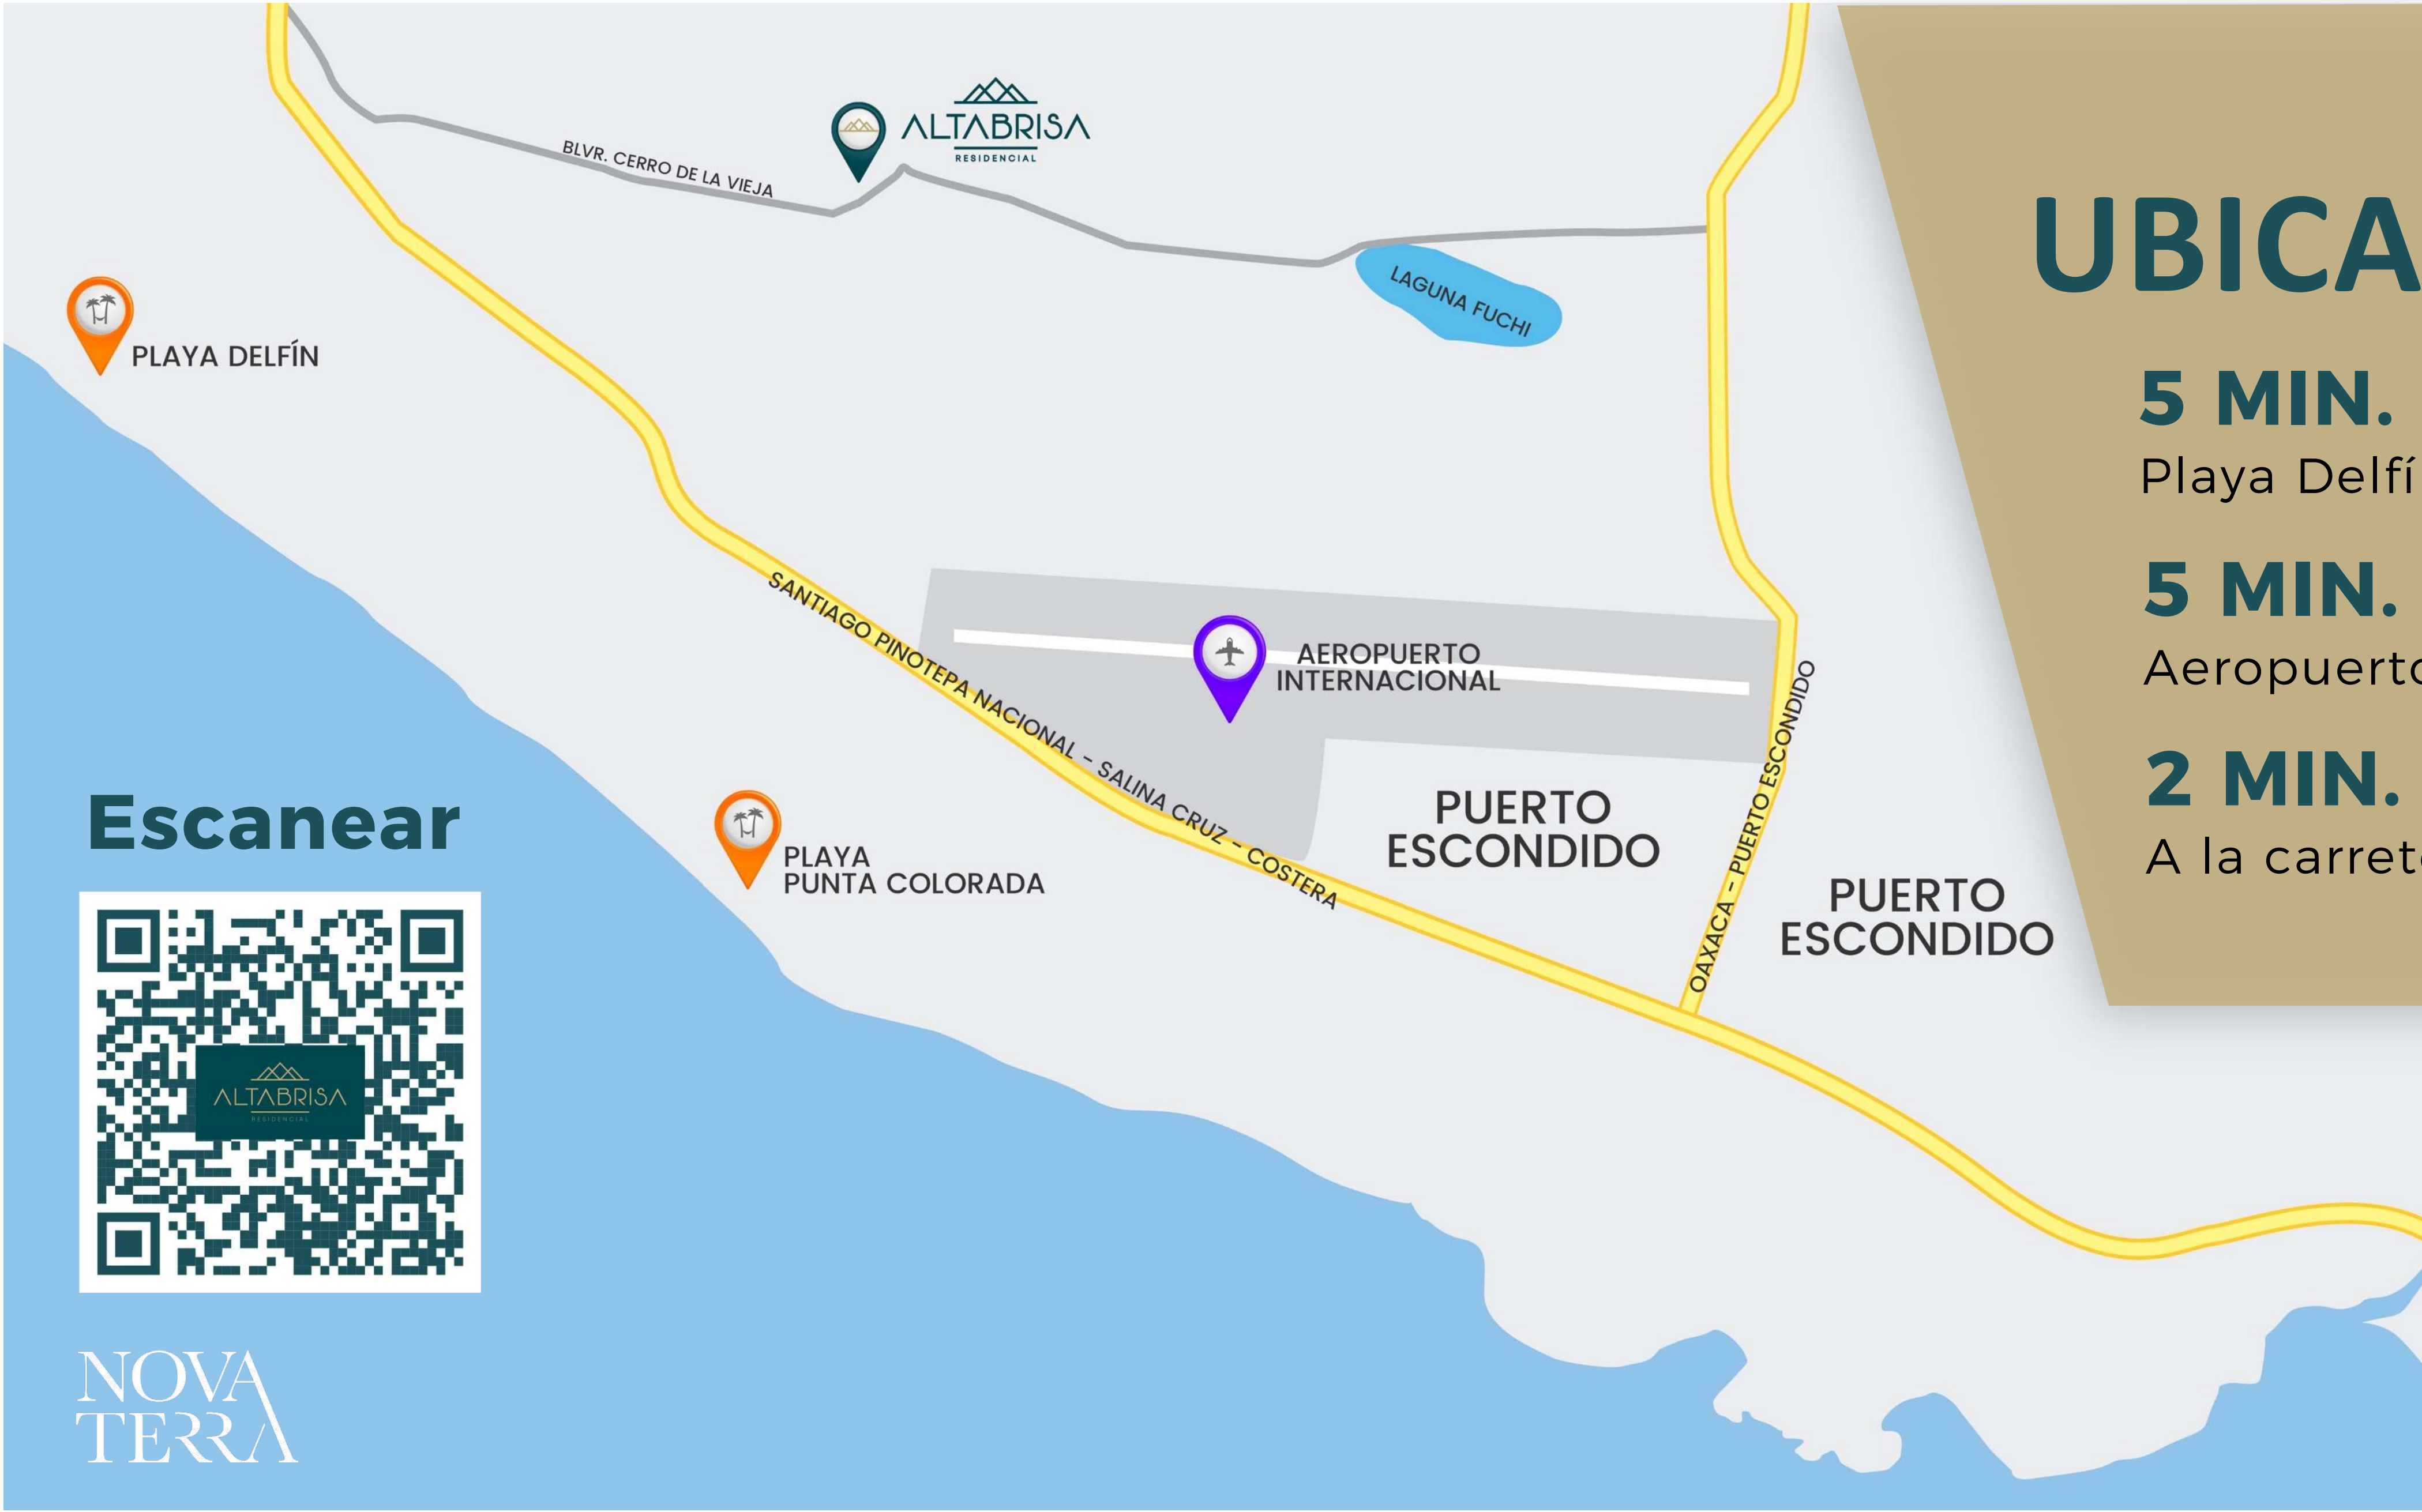 ALTABRISA
RESIDENCIAL
BLVR. CERRO DE LA VIEJA
LAGUNA FUCHI
PLAYA DELFÍN
SANTIAGO PINOTEPA NACIONAL - SALINA CRUZ - COSTERA
AEROPUERTO
INTERNACIONAL
OAXACA - PUERTO ESCONDIDO
PUERTO
ESCONDIDO
PUERTO
ESCONDIDO
PLAYA
PUNTA COLORADA
UBICA
5 MIN.
Playa Delfí
5 MIN.
Aeropuerto
2 MIN.
A la carrete
Escanear
ALTABRISA
RESIDENCIAL
NOVA
TERRA